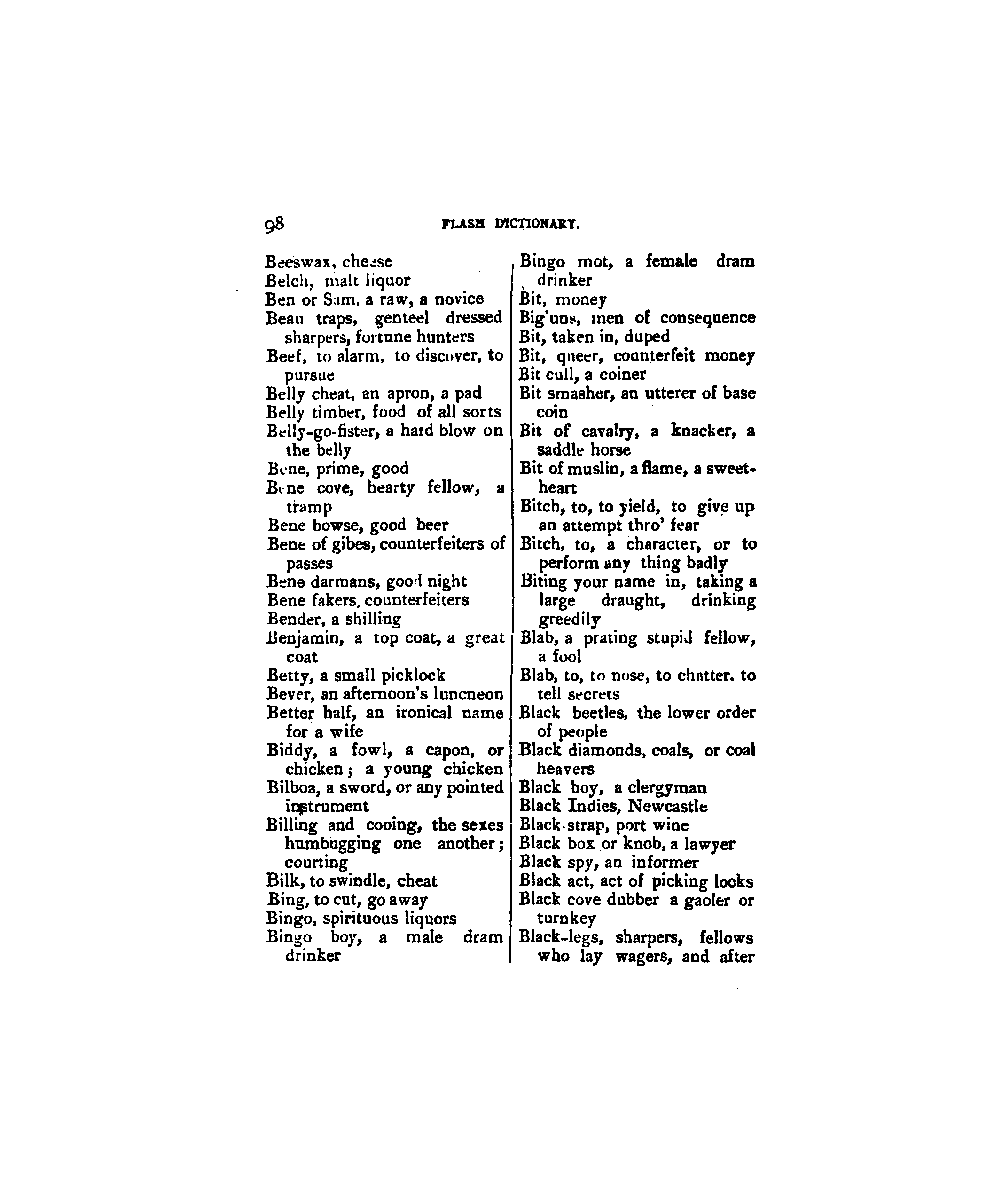 98
FLASH DICTIONARY.
Beeswax, cheese
Belch, malt liquor
Ben or Sam, a raw, a novice
Beau traps, genteel dressed
sharpers, fortune hunters
Beef, to alarm, to discover, to
pursue
Belly cheat, an apron, a pad
Belly timber, food of all sorts
Belly-go-fister, a hard blow on
the belly
Bene, prime, good
Bene cove, hearty fellow, a
tramp
Bene bowse, good beer
Bene of gibes, counterfeiters of
passes
Bene darmans, good night
Bene fakers, counterfeiters
Bender, a shilling
Benjamin, a top coat, a great
coat
Betty, a small picklock
Bever, an afternoon's luncneon
Better half, an ironical name
for a wife
Biddy, a fowl, a capon, or
chicken; a young chicken
Bilboa, a sword, or any pointed
instrument
Billing and cooing, the sexes
humbugging one another;
courting
Bilk, to swindle, cheat
Bing, to cut, go away
Bingo, spirituous liquors
Bingo boy, a male dram
drinker
Bingo mot, a female dram
drinker
Bit, money
Big'uns, men of consequence
Bit, taken in, duped
Bit, queer, counterfeit money
Bit cull, a coiner
Bit smasher, an utterer of base
coin
Bit of cavalry, a knacker, a
saddle horse
Bit of muslin, a flame, a sweet-
heart
Bitch, to, to yield, to give up
an attempt thro' fear
Bitch, to, a character, or to
perform any thing badly
Biting your name in, taking a
large draught, drinking
greedily
Blab, a prating stupid fellow,
a fool
Blab, to, to nose, to chatter. to
tell secrets
Black beetles, the lower order
of people
Black diamonds, coals, or coal
heavers
Black boy, a clergyman
Black Indies, Newcastle
Black-strap, port wine
Black box or knob, a lawyer
Black spy, an informer
Black act, act of picking locks
Black cove dubber a gaoler or
turnkey
Black-legs, sharpers, fellows
who lay wagers, and after